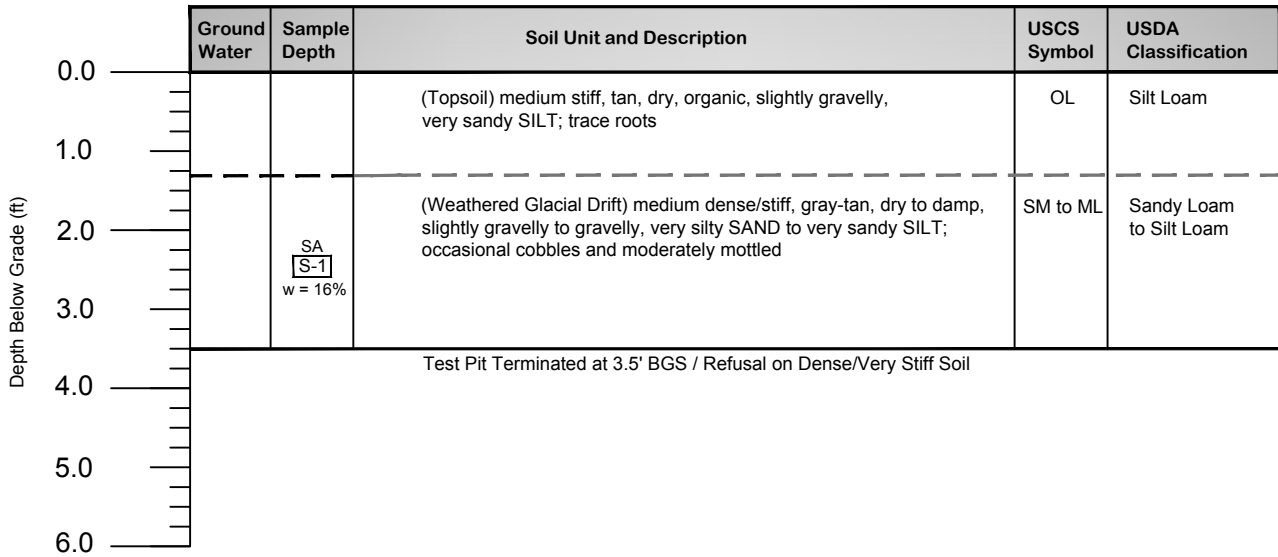 Ground Water
Sample Depth
Soil Unit and Description
USCS Symbol
USDA Classification
Depth Below Grade (ft)
0.0
(Topsoil) medium stiff, tan, dry, organic, slightly gravelly,
very sandy SILT; trace roots
OL
Silt Loam
1.0
(Weathered Glacial Drift) medium dense/stiff, gray-tan, dry to damp,
slightly gravelly to gravelly, very silty SAND to very sandy SILT;
occasional cobbles and moderately mottled
SM to ML
Sandy Loam
to Silt Loam
2.0
SA
S-1
w = 16%
3.0
Test Pit Terminated at 3.5' BGS / Refusal on Dense/Very Stiff Soil
4.0
5.0
6.0